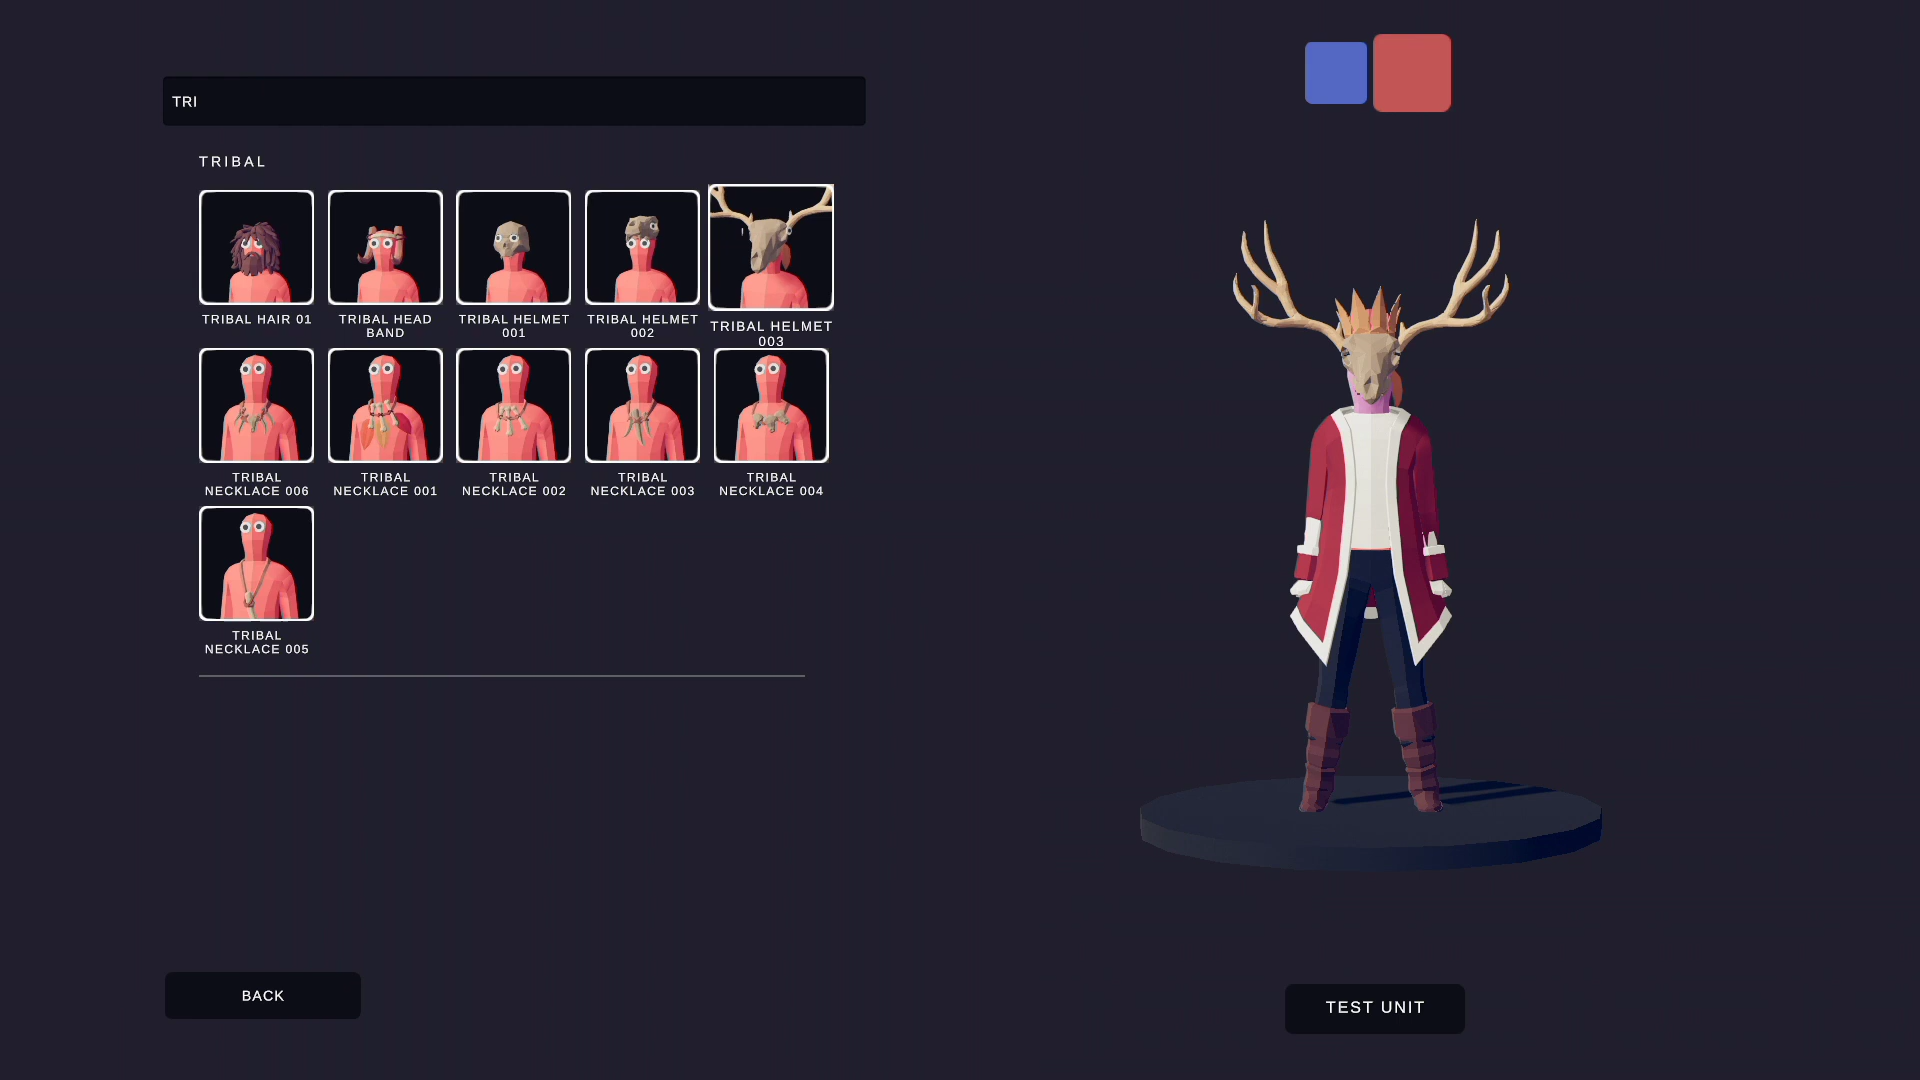 TRI
TRIBAL
TRIBAL HAIR 01
TRIBAL HEAD
BAND
TRIBAL HELMET
001
TRIBAL HELMET
002
TRIBAL HELMET
003
TRIBAL
NECKLACE 006
TRIBAL
NECKLACE 001
TRIBAL
NECKLACE 002
TRIBAL
NECKLACE 003
TRIBAL
NECKLACE 004
TRIBAL
NECKLACE 005
BACK
TEST UNIT